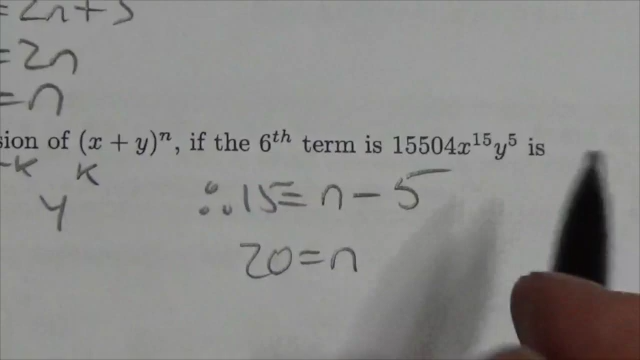 = 2n + 5
= 2n
= n
sion of (x + y)^n, if the 6^th term is 15504x^15y^5 is
-K K
y
∴ 15 = n - 5
20 = n